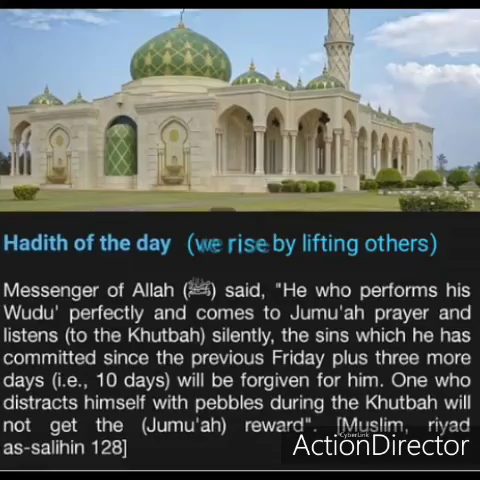 Hadith of the day (we rise by lifting others)
Messenger of Allah (ﷺ) said, "He who performs his
Wudu' perfectly and comes to Jumu'ah prayer and
listens (to the Khutbah) silently, the sins which he has
committed since the previous Friday plus three more
days (i.e., 10 days) will be forgiven for him. One who
distracts himself with pebbles during the Khutbah will
not get the (Jumu'ah) reward". [Muslim, riyad
as-salihin 128]
CyberLink
ActionDirector